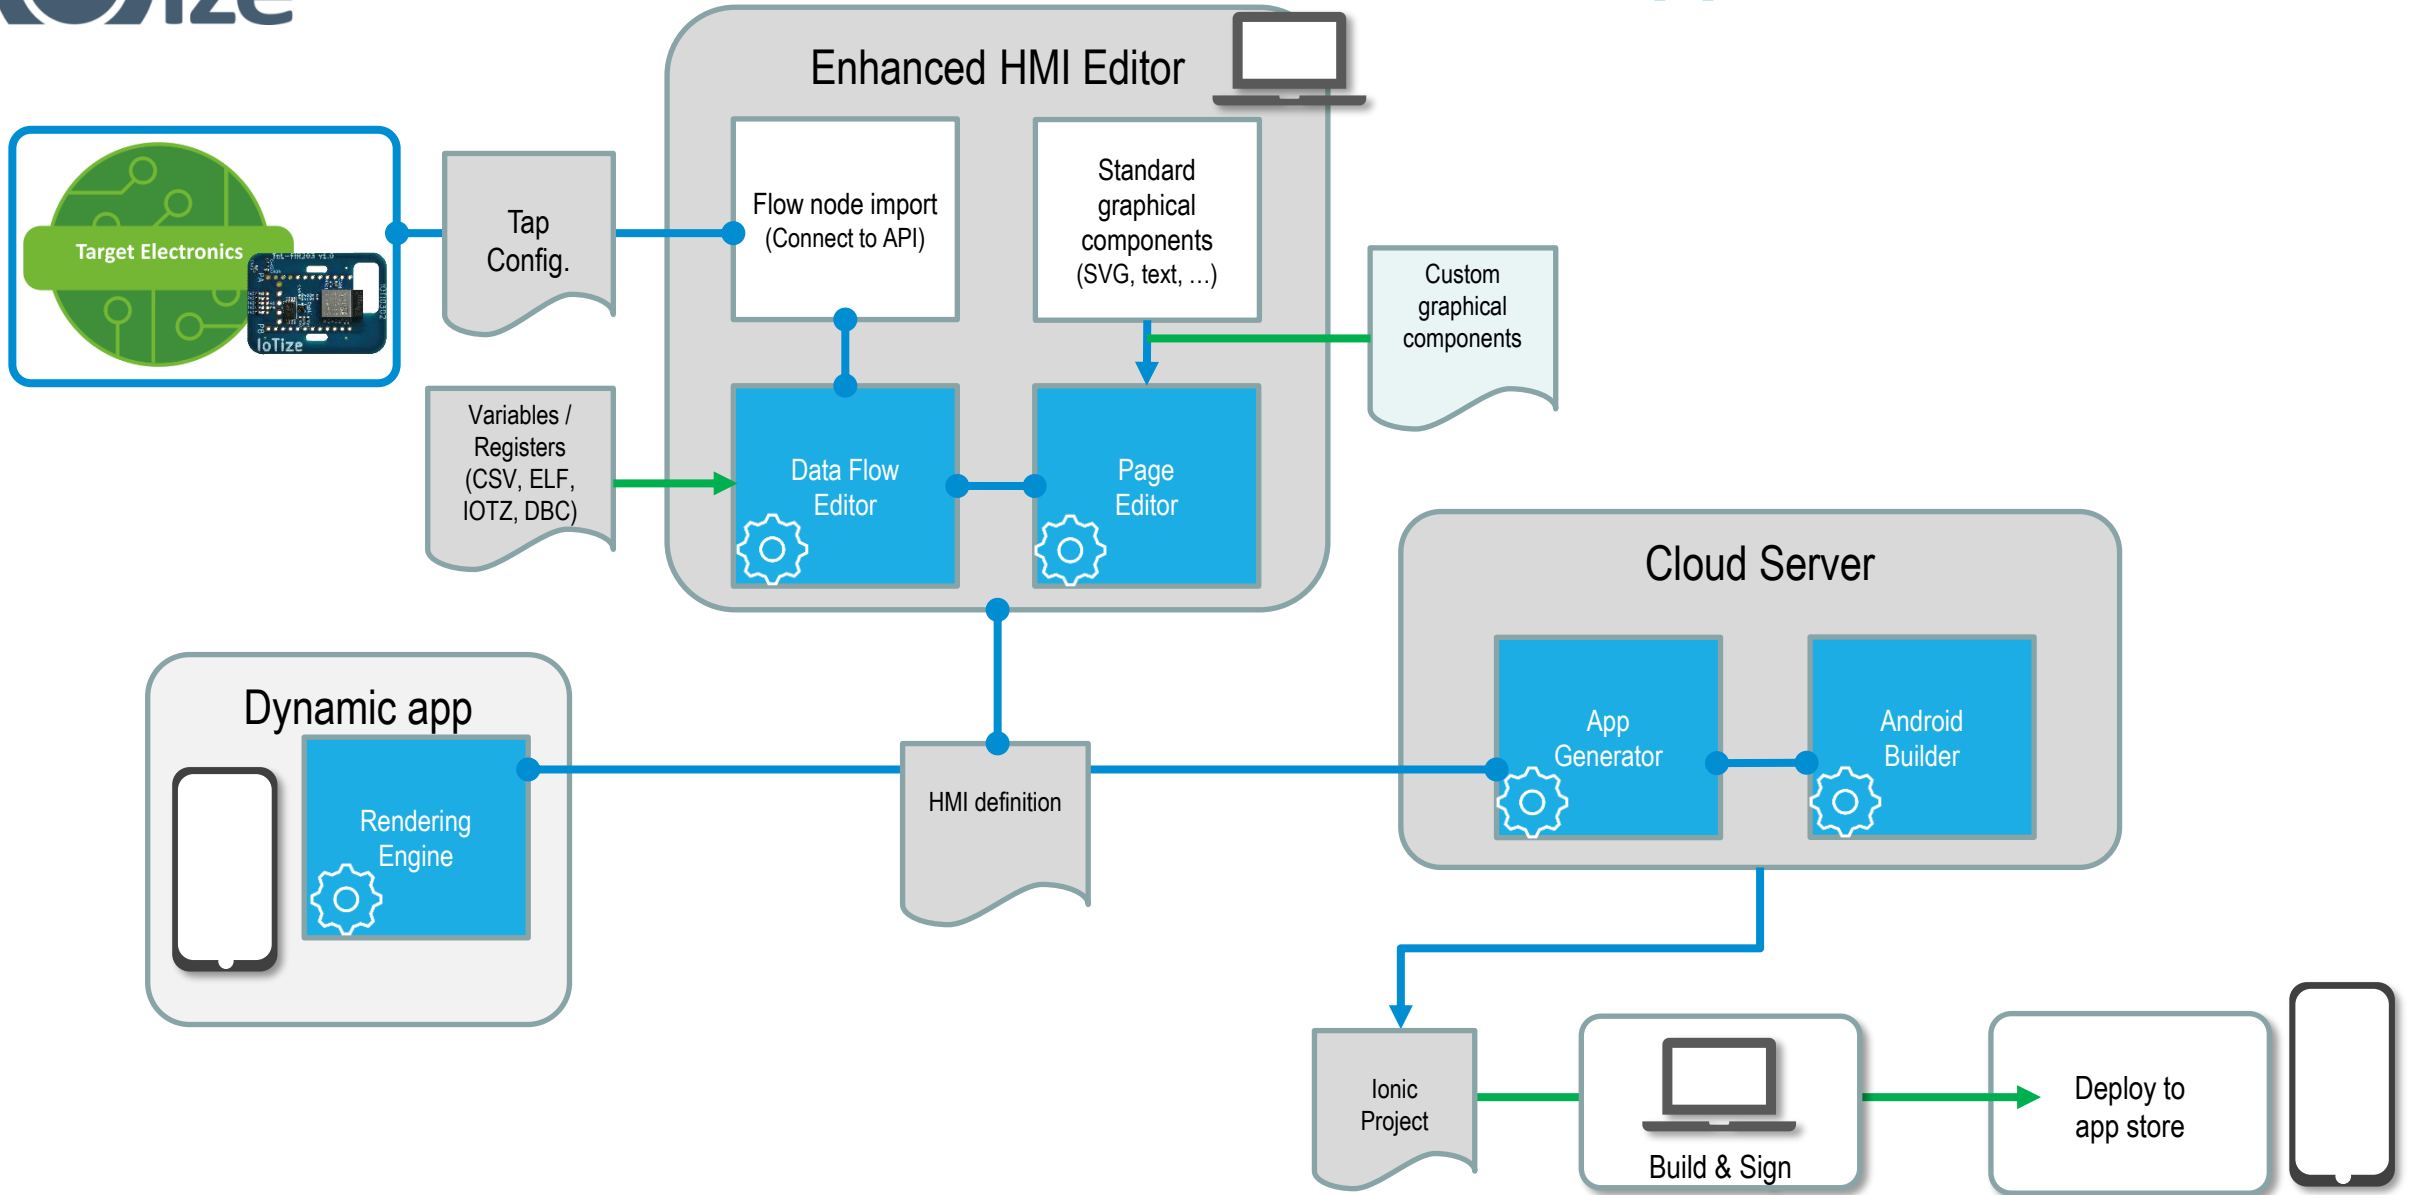 ize
Enhanced HMI Editor
Target Electronics
IoTize
Tap
Config.
Flow node import
(Connect to API)
Standard
graphical
components
(SVG, text, …)
Custom
graphical
components
Variables /
Registers
(CSV, ELF,
IOTZ, DBC)
Data Flow
Editor
Page
Editor
Cloud Server
App
Generator
Android
Builder
Dynamic app
Rendering
Engine
HMI definition
Ionic
Project
Build & Sign
Deploy to
app store